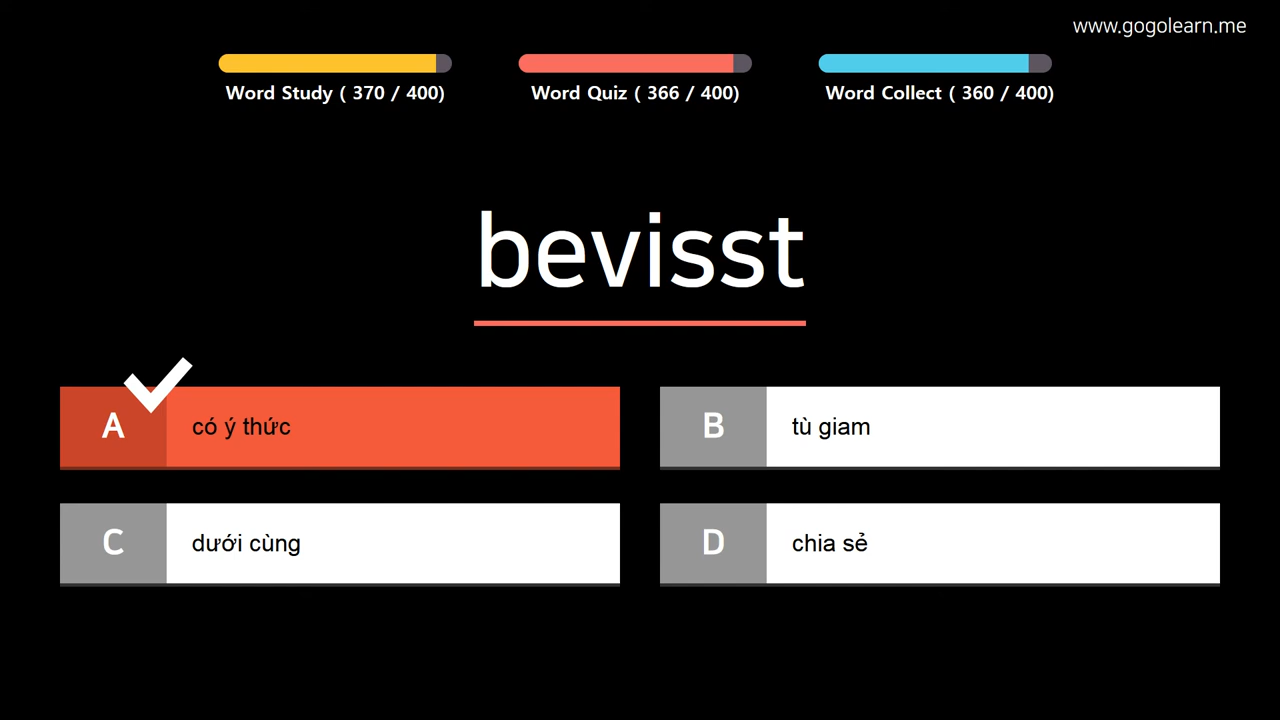 www.gogolearn.me
Word Study ( 370 / 400)
Word Quiz ( 366 / 400)
Word Collect ( 360 / 400)
bevisst
A có ý thức
B tù giam
C dưới cùng
D chia sẻ